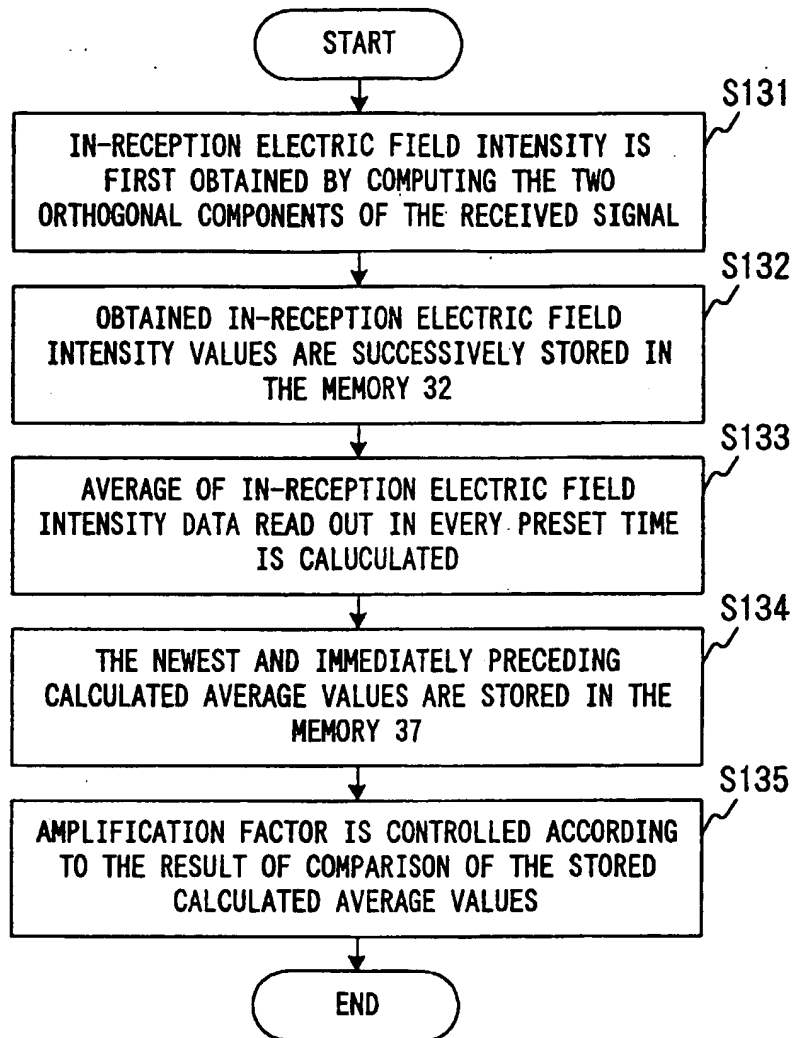 START
S131
IN-RECEPTION ELECTRIC FIELD INTENSITY IS
FIRST OBTAINED BY COMPUTING THE TWO
ORTHOGONAL COMPONENTS OF THE RECEIVED SIGNAL
S132
OBTAINED IN-RECEPTION ELECTRIC FIELD
INTENSITY VALUES ARE SUCCESSIVELY STORED IN
THE MEMORY 32
S133
AVERAGE OF IN-RECEPTION ELECTRIC FIELD
INTENSITY DATA READ OUT IN EVERY PRESET TIME
IS CALUCULATED
S134
THE NEWEST AND IMMEDIATELY PRECEDING
CALCULATED AVERAGE VALUES ARE STORED IN THE
MEMORY 37
S135
AMPLIFICATION FACTOR IS CONTROLLED ACCORDING
TO THE RESULT OF COMPARISON OF THE STORED
CALCULATED AVERAGE VALUES
END